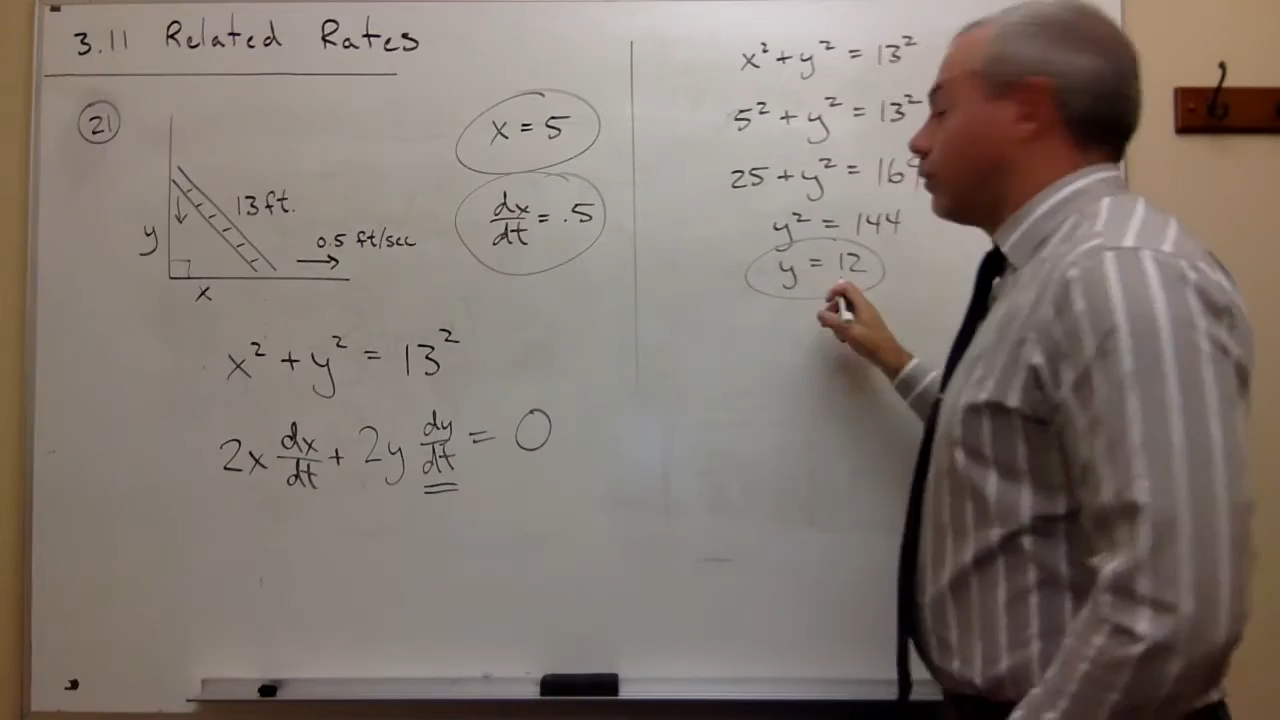 3.11 Related Rates
21
y
13 ft.
0.5 ft/sec
x
x = 5
dx/dt = .5
x² + y² = 13²
2x dx/dt + 2y dy/dt = 0
x² + y² = 13²
5² + y² = 13²
25 + y² = 169
y² = 144
y = 12